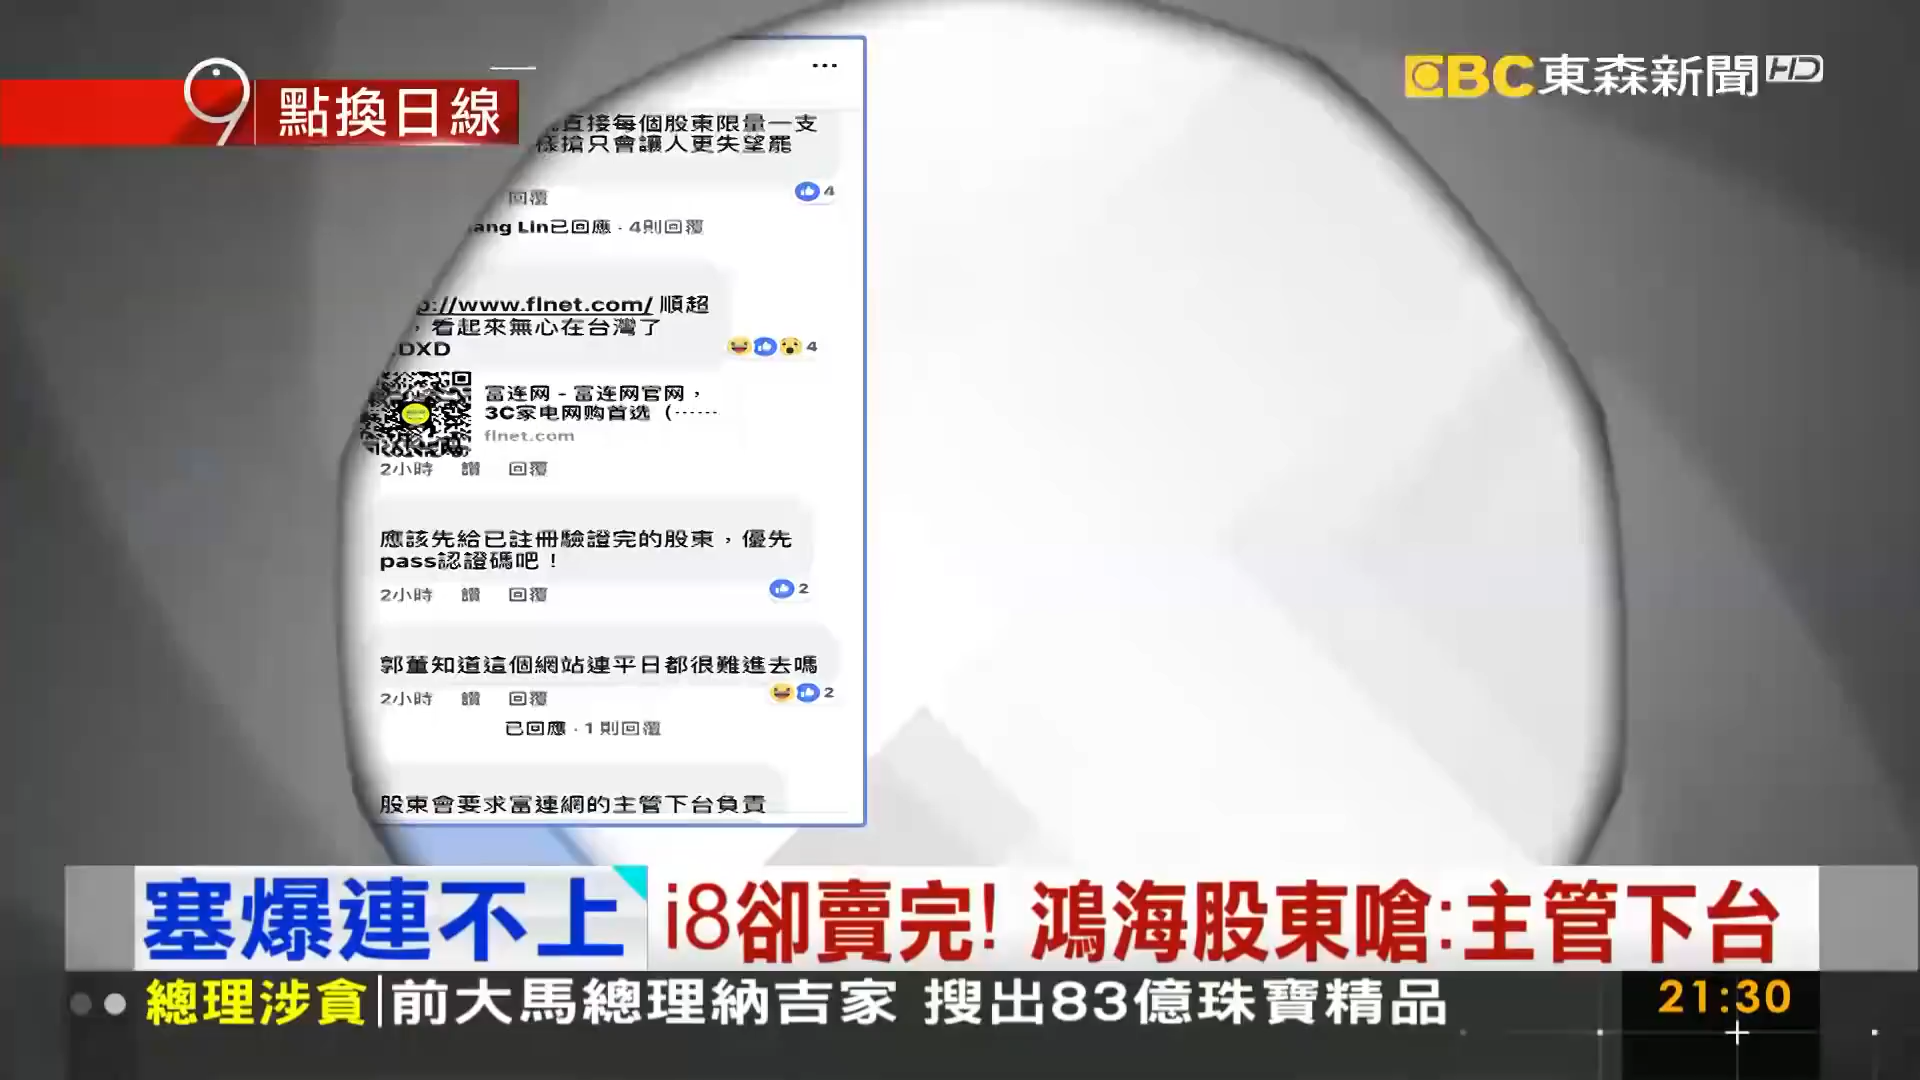 9點換日線
EBC東森新聞HD
直接每個股東限量一支
樣搶只會讓人更失望罷
回覆
4
ang Lin已回應 · 4則回覆
p://www.flnet.com/ 順超
，看起來無心在台灣了
DXD
4
富连网 - 富连网官网，
3C家电网购首选（⋯⋯
flnet.com
2小時 讚 回覆
應該先給已註冊驗證完的股東，優先
pass認證碼吧！
2小時 讚 回覆
2
郭董知道這個網站連平日都很難進去嗎
2小時 讚 回覆
2
已回應 · 1 則回覆
股東會要求富連網的主管下台負責
塞爆連不上 i8卻賣完! 鴻海股東嗆:主管下台
總理涉貪 前大馬總理納吉家 搜出83億珠寶精品
21:30